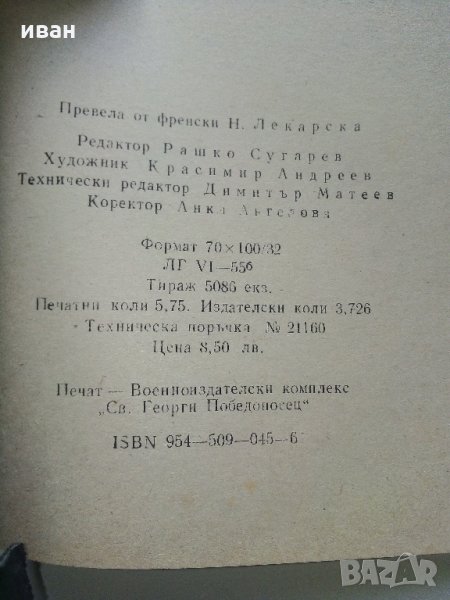 иван
Превела от френски Н. Лекарска
Редактор Рашко Сугарев
Художник Красимир Андреев
Технически редактор Димитър Матеев
Коректор Анка Ангелова
Формат 70×100/32
ЛГ VI—556
Тираж 5086 екз.
Печатни коли 5,75. Издателски коли 3,726
Техническа поръчка № 21160
Цена 8,50 лв.
Печат — Военноиздателски комплекс
„Св. Георги Победоносец“
ISBN 954—509—045—6
BAZAR